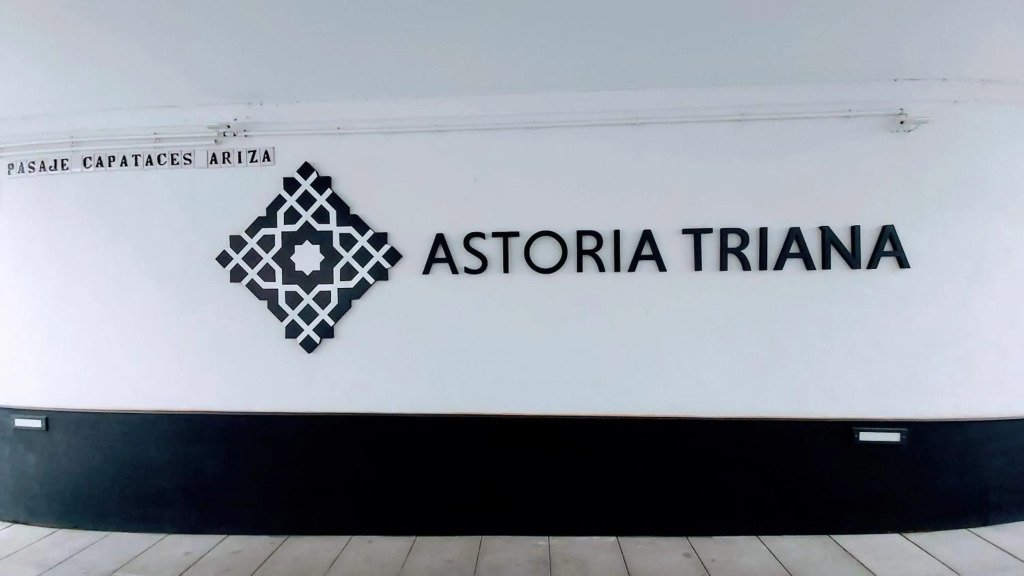 PASAJE CAPATACES ARIZA
ASTORIA TRIANA